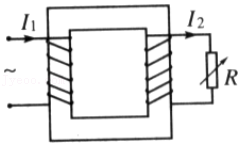 I₁ I₂
~ R